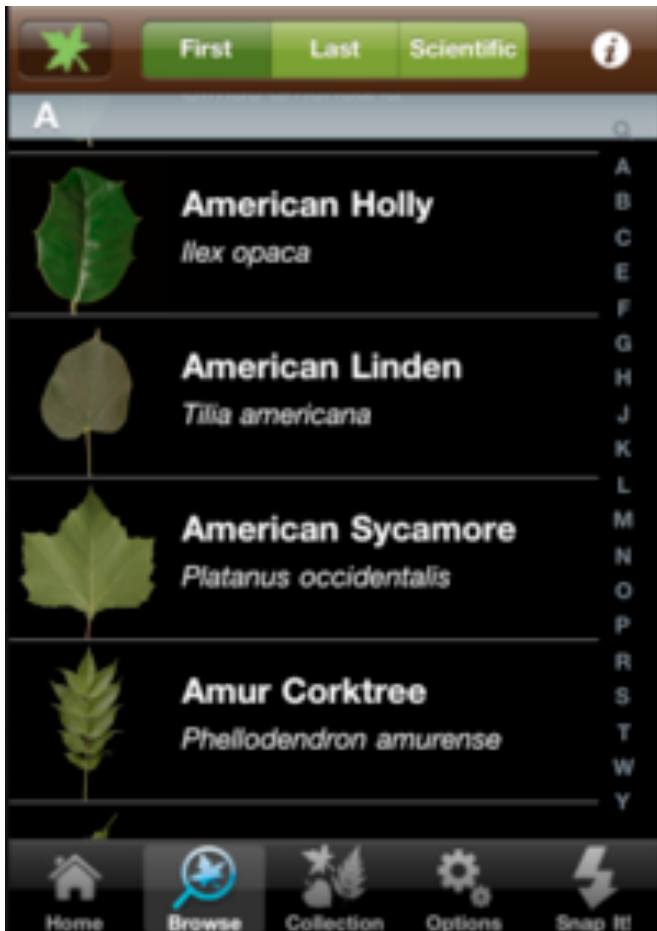 First Last Scientific i
A
Q
American Holly
Ilex opaca
American Linden
Tilia americana
American Sycamore
Platanus occidentalis
Amur Corktree
Phellodendron amurense
A
B
C
E
F
G
H
J
K
L
M
N
O
P
R
S
T
W
Y
Home Browse Collection Options Snap It!